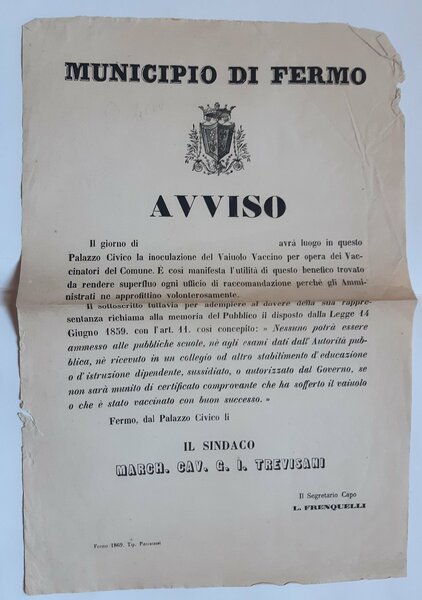 MUNICIPIO DI FERMO
AVVISO
Il giorno di avrà luogo in questo
Palazzo Civico la inoculazione del Vaiuolo Vaccino per opera dei Vac-
cinatori del Comune. È così manifesta l'utilità di questo benefico trovato
da rendere superfluo ogni ufficio di raccomandazione perchè gli Ammi-
nistrati ne approfittino volonterosamente.
Il sottoscritto tuttavia per adempiere al dovere della sua rappre-
sentanza richiama alla memoria del Pubblico il disposto dalla Legge 14
Giugno 1859. con l'art. 11. così concepito: » Nessuno potrà essere
ammesso alle pubbliche scuole, nè agli esami dati dall'Autorità pub-
blica, nè ricevuto in un collegio od altro stabilimento d'educazione
o d'istruzione dipendente, sussidiato, o autorizzato dal Governo, se
non sarà munito di certificato comprovante che ha sofferto il vaiuolo
o che è stato vaccinato con buon successo. »
Fermo, dal Palazzo Civico li
IL SINDACO
MARCH. CAV. G. I. TREVISANI
Il Segretario Capo
L. FRENQUELLI
Fermo 1869. Tip. Paccasassi